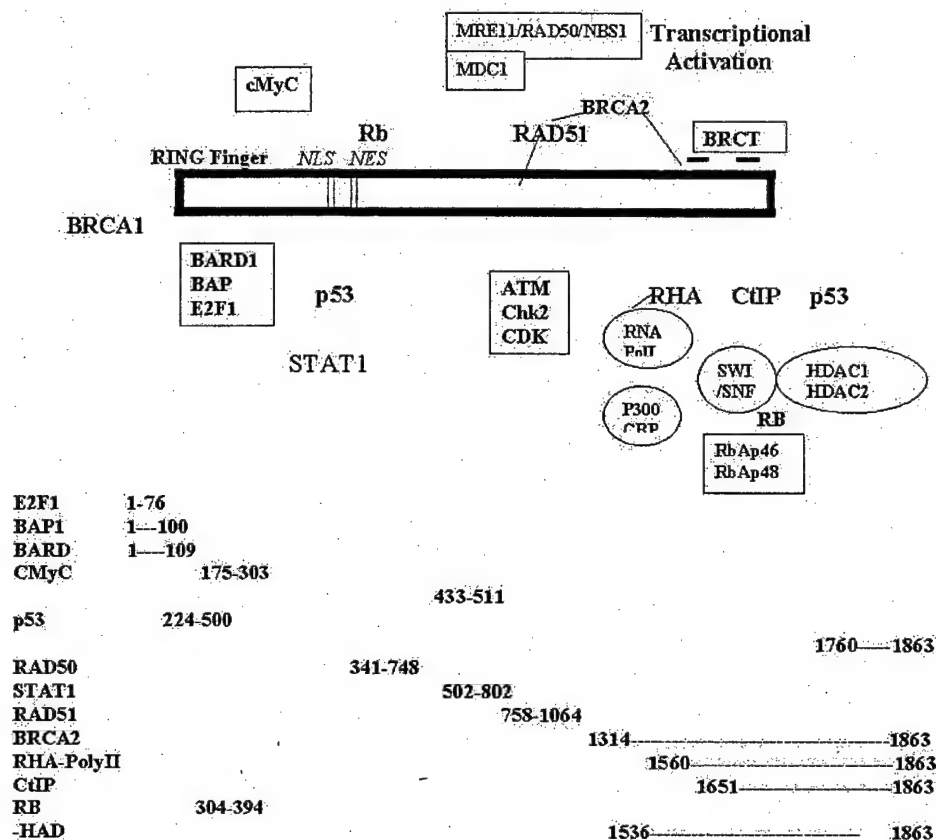 MRE11/RAD50/NBS1
Transcriptional
Activation
MDC1
cMyC
BRCA2
Rb
RAD51
BRCT
RING Finger NLS NES
BRCA1
BARD1
BAP
E2F1
p53
STAT1
ATM
Chk2
CDK
RHA CtIP p53
RNA
PolI
SWI
/SNF
HDAC1
HDAC2
P300
CBP
RB
RbAp46
RbAp48
E2F1 1-76
BAP1 1---100
BARD 1----109
CMyC 175-303
433-511
p53 224-500
1760-----1863
RAD50 341-748
STAT1 502-802
RAD51 758-1064
BRCA2 1314-----------------------------------1863
RHA-PolyII 1560---------------------------1863
CtIP 1651--------------------1863
RB 304-394
-HAD 1536---------------------------- 1863